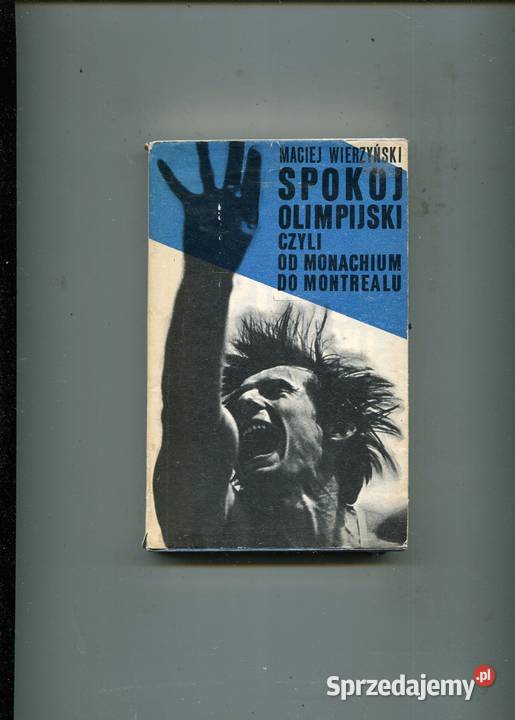 MACIEJ WIERZYŃSKI
SPOKÓJ
OLIMPIJSKI
CZYLI
OD MONACHIUM
DO MONTREALU
Sprzedajemy.pl